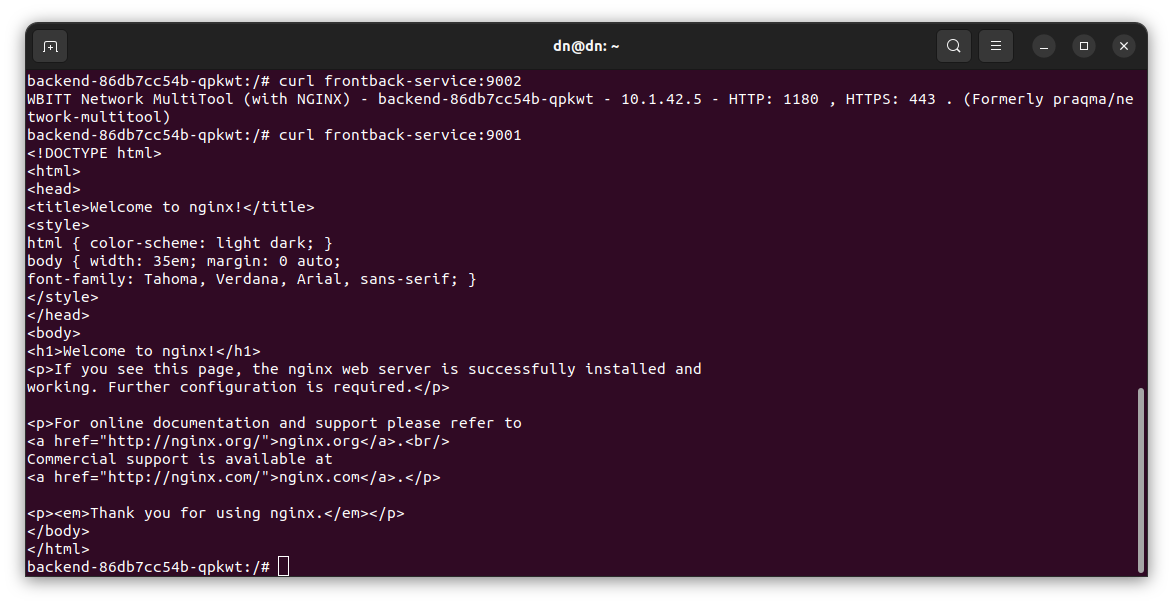 dn@dn: ~
backend-86db7cc54b-qpkwt:/# curl frontback-service:9002
WBITT Network MultiTool (with NGINX) - backend-86db7cc54b-qpkwt - 10.1.42.5 - HTTP: 1180 , HTTPS: 443 . (Formerly praqma/ne
twork-multitool)
backend-86db7cc54b-qpkwt:/# curl frontback-service:9001
<!DOCTYPE html>
<html>
<head>
<title>Welcome to nginx!</title>
<style>
html { color-scheme: light dark; }
body { width: 35em; margin: 0 auto;
font-family: Tahoma, Verdana, Arial, sans-serif; }
</style>
</head>
<body>
<h1>Welcome to nginx!</h1>
<p>If you see this page, the nginx web server is successfully installed and
working. Further configuration is required.</p>

<p>For online documentation and support please refer to
<a href="http://nginx.org/">nginx.org</a>.<br/>
Commercial support is available at
<a href="http://nginx.com/">nginx.com</a>.</p>

<p><em>Thank you for using nginx.</em></p>
</body>
</html>
backend-86db7cc54b-qpkwt:/#